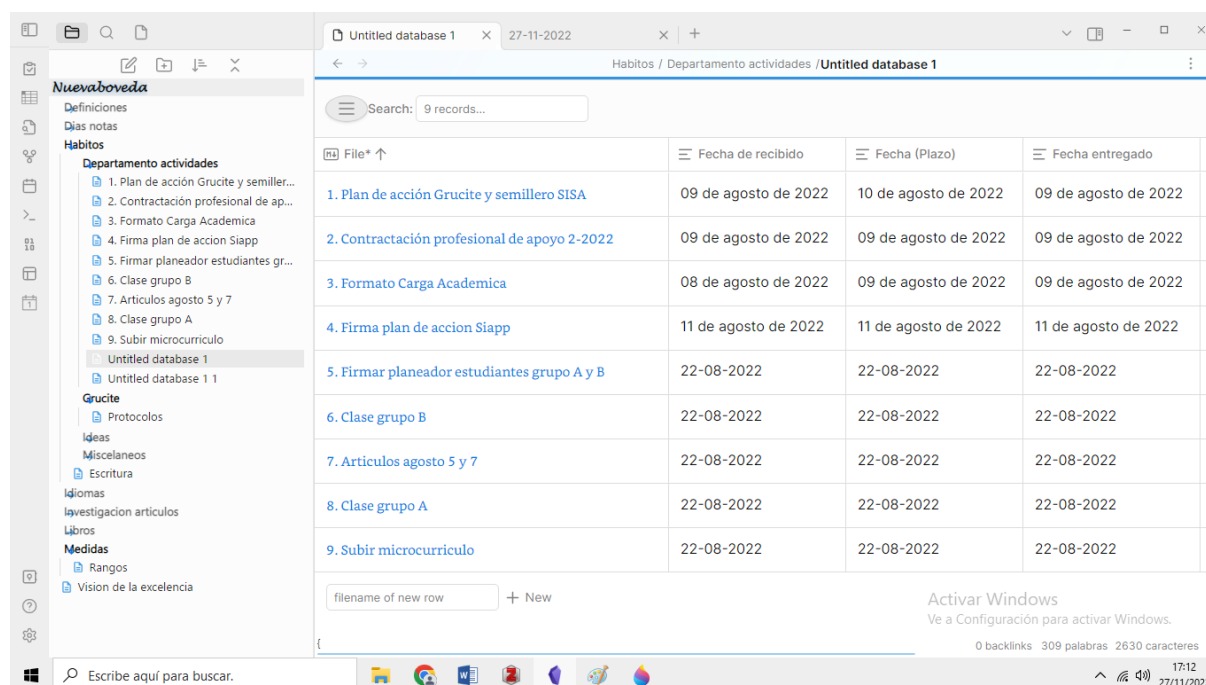 Untitled database 1
27-11-2022
Habitos / Departamento actividades / Untitled database 1
Nuevaboveda
Definiciones
Dias notas
Habitos
Departamento actividades
1. Plan de acción Grucite y semiller...
2. Contractación profesional de ap...
3. Formato Carga Academica
4. Firma plan de accion Siapp
5. Firmar planeador estudiantes gr...
6. Clase grupo B
7. Articulos agosto 5 y 7
8. Clase grupo A
9. Subir microcurriculo
Untitled database 1
Untitled database 1 1
Grucite
Protocolos
Ideas
Miscelaneos
Escritura
Idiomas
Investigacion articulos
Libros
Medidas
Rangos
Vision de la excelencia
Search: 9 records...
File* Fecha de recibido Fecha (Plazo) Fecha entregado
1. Plan de acción Grucite y semillero SISA 09 de agosto de 2022 10 de agosto de 2022 09 de agosto de 2022
2. Contractación profesional de apoyo 2-2022 09 de agosto de 2022 09 de agosto de 2022 09 de agosto de 2022
3. Formato Carga Academica 08 de agosto de 2022 09 de agosto de 2022 09 de agosto de 2022
4. Firma plan de accion Siapp 11 de agosto de 2022 11 de agosto de 2022 11 de agosto de 2022
5. Firmar planeador estudiantes grupo A y B 22-08-2022 22-08-2022 22-08-2022
6. Clase grupo B 22-08-2022 22-08-2022 22-08-2022
7. Articulos agosto 5 y 7 22-08-2022 22-08-2022 22-08-2022
8. Clase grupo A 22-08-2022 22-08-2022 22-08-2022
9. Subir microcurriculo 22-08-2022 22-08-2022 22-08-2022
filename of new row + New
Activar Windows
Ve a Configuración para activar Windows.
{
0 backlinks 309 palabras 2630 caracteres
Escribe aquí para buscar.
17:12
27/11/202